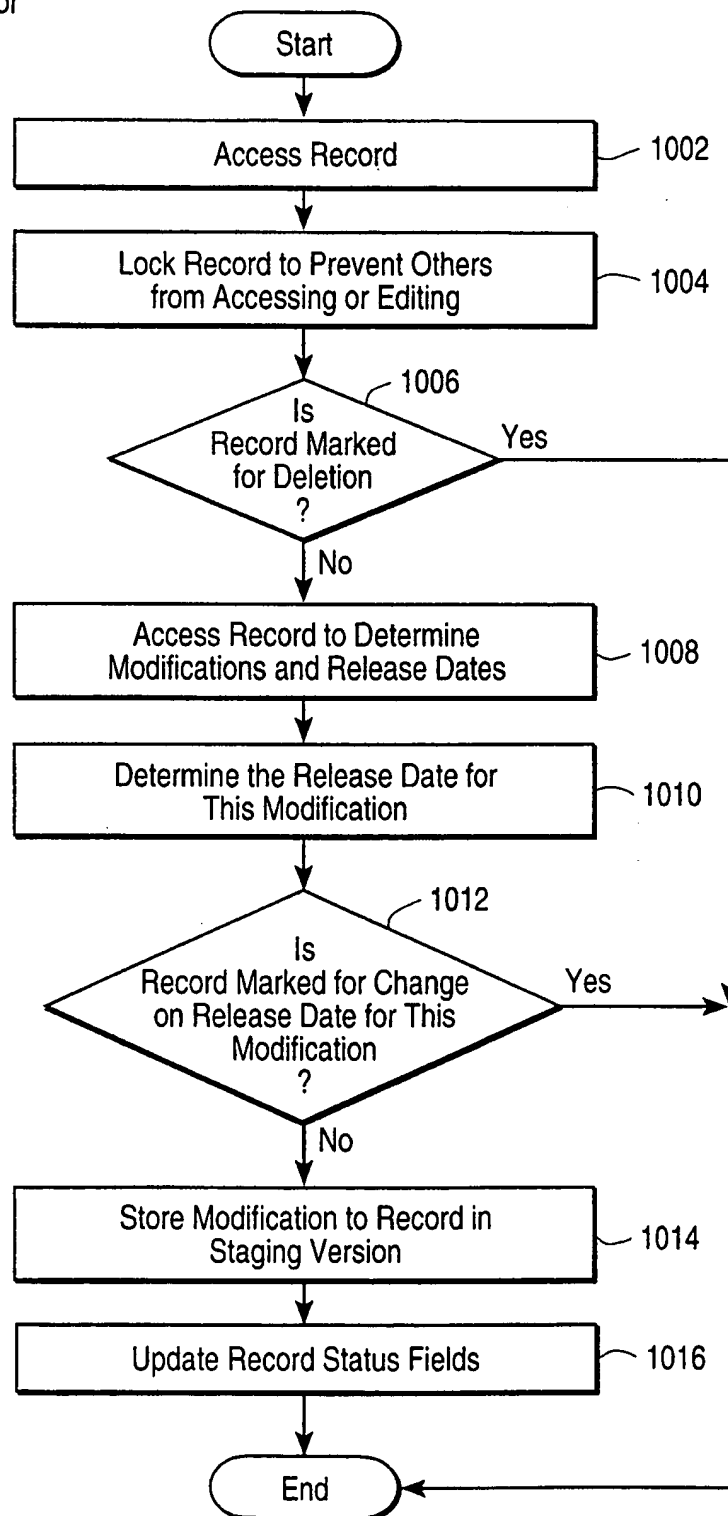 or
Start
Access Record
1002
Lock Record to Prevent Others
from Accessing or Editing
1004
1006
Is
Record Marked
for Deletion
?
Yes
No
Access Record to Determine
Modifications and Release Dates
1008
Determine the Release Date for
This Modification
1010
1012
Is
Record Marked for Change
on Release Date for This
Modification
?
Yes
No
Store Modification to Record in
Staging Version
1014
Update Record Status Fields
1016
End